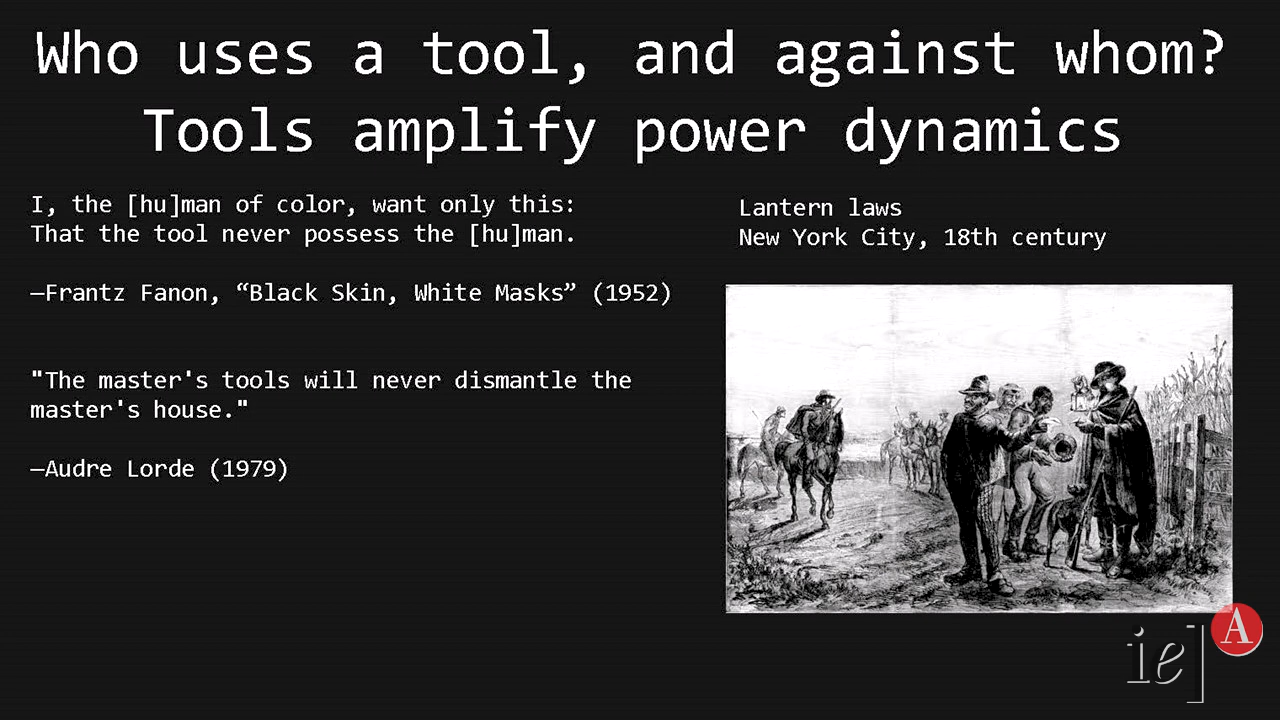 Who uses a tool, and against whom?
Tools amplify power dynamics
I, the [hu]man of color, want only this:
That the tool never possess the [hu]man.
—Frantz Fanon, “Black Skin, White Masks” (1952)
"The master's tools will never dismantle the
master's house."
—Audre Lorde (1979)
Lantern laws
New York City, 18th century
ie]
A